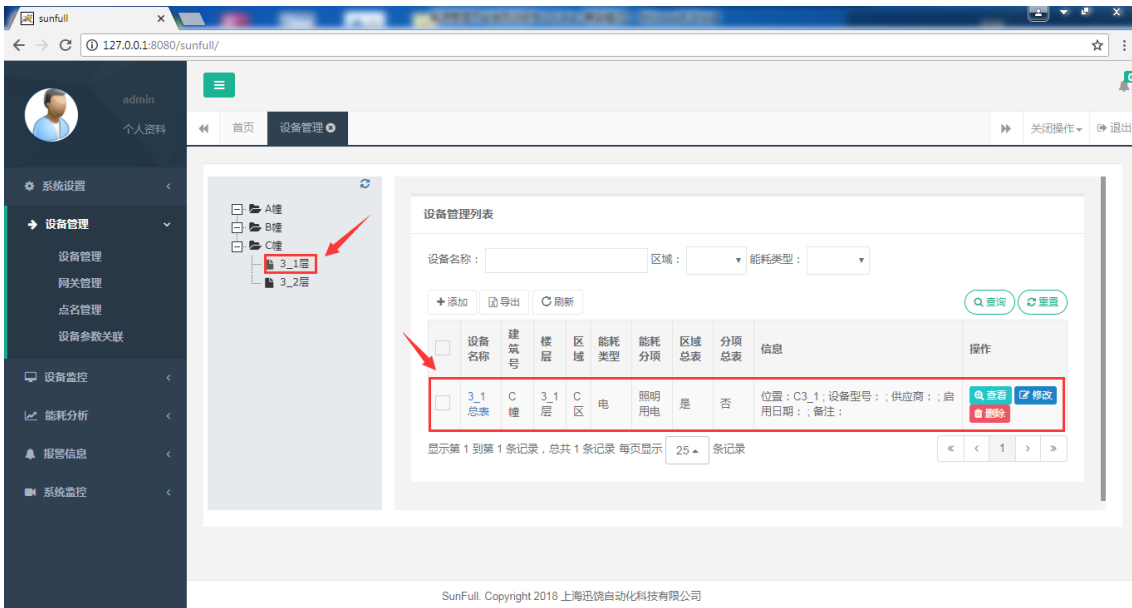 sunfull
127.0.0.1:8080/sunfull/
admin
个人资料
首页
设备管理
关闭操作
退出
系统设置
设备管理
设备管理
网关管理
点名管理
设备参数关联
设备监控
能耗分析
报警信息
系统监控
A幢
B幢
C幢
3_1层
3_2层
设备管理列表
设备名称：
区域：
能耗类型：
添加
导出
刷新
查询
重置
设备名称
建筑号
楼层
区域
能耗类型
能耗分项
区域总表
分项总表
信息
操作
3_1总表
C幢
3_1层
C区
电
照明用电
是
否
位置：C3_1 ; 设备型号： ; 供应商： ; 启
用日期： ; 备注：
查看
修改
删除
显示第 1 到第 1 条记录，总共 1 条记录 每页显示 25 条记录
« ‹ 1 › »
SunFull. Copyright 2018 上海迅饶自动化科技有限公司